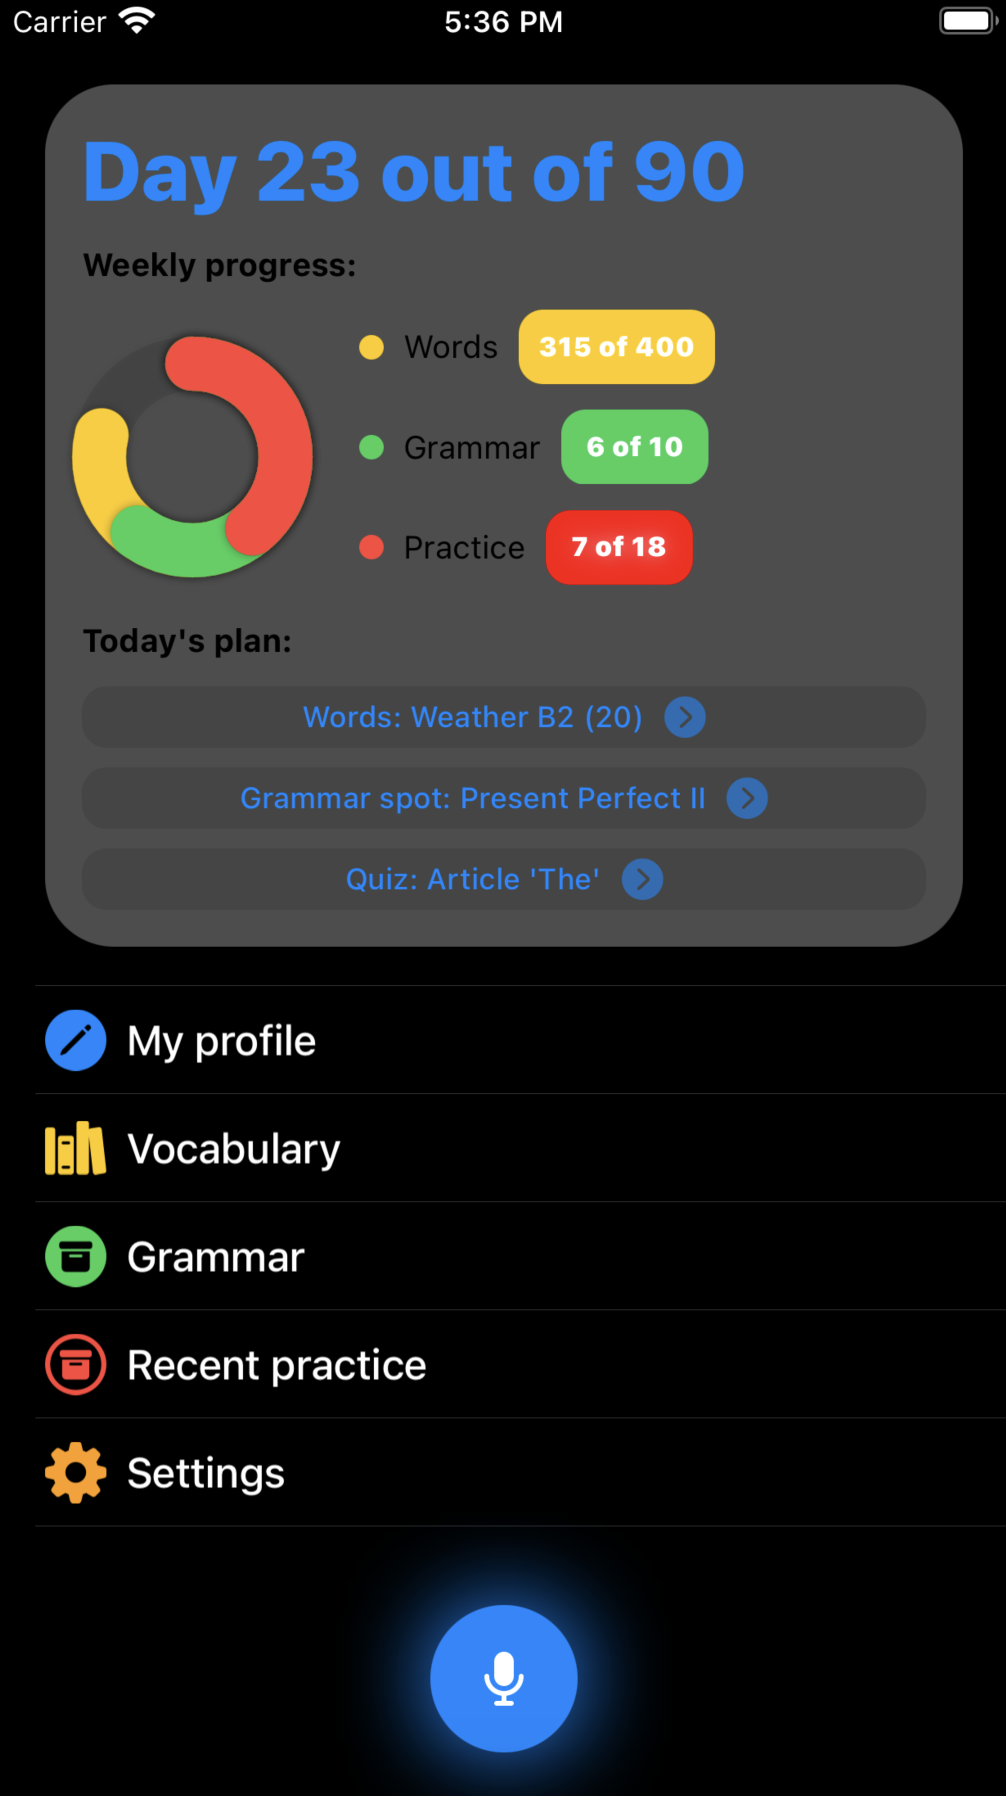 Carrier 5:36 PM
Day 23 out of 90
Weekly progress:
Words 315 of 400
Grammar 6 of 10
Practice 7 of 18
Today's plan:
Words: Weather B2 (20)
Grammar spot: Present Perfect II
Quiz: Article 'The'
My profile
Vocabulary
Grammar
Recent practice
Settings